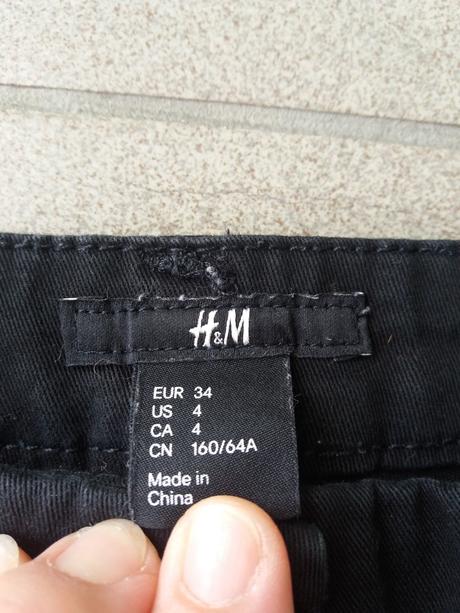 H&M
EUR 34
US 4
CA 4
CN 160/64A
Made in
China